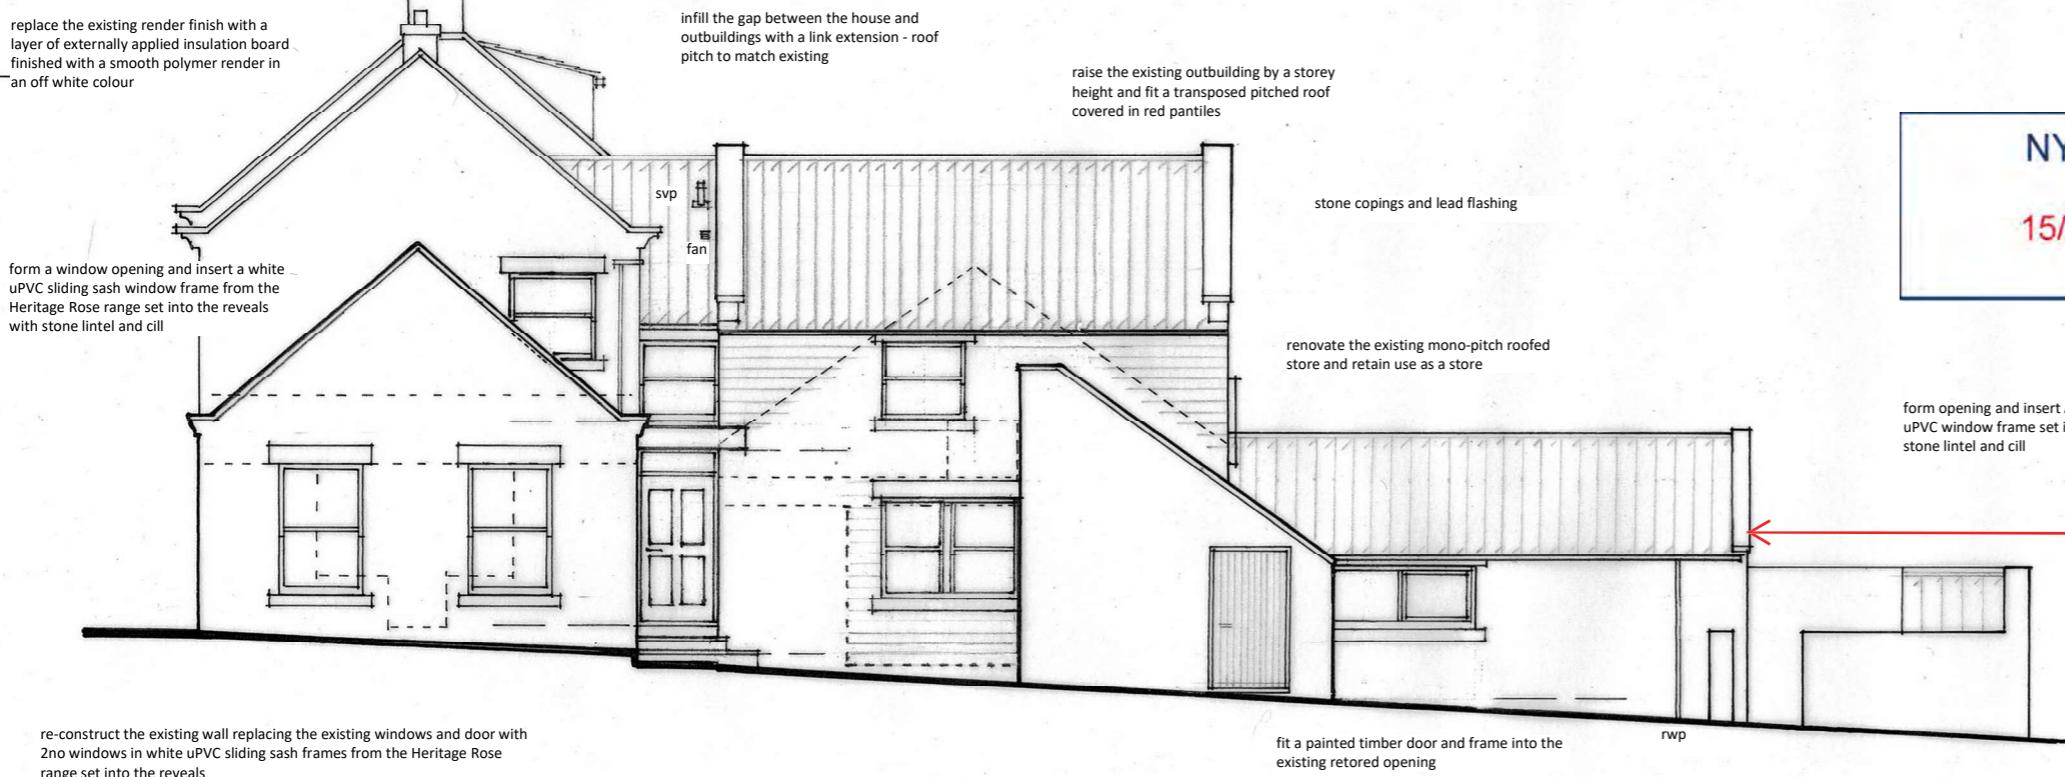 replace the existing render finish with a
layer of externally applied insulation board
finished with a smooth polymer render in
an off white colour
infill the gap between the house and
outbuildings with a link extension - roof
pitch to match existing
raise the existing outbuilding by a storey
height and fit a transposed pitched roof
covered in red pantiles
NY
15/
svp
fan
stone copings and lead flashing
form a window opening and insert a white
uPVC sliding sash window frame from the
Heritage Rose range set into the reveals
with stone lintel and cill
renovate the existing mono-pitch roofed
store and retain use as a store
form opening and insert
uPVC window frame set
stone lintel and cill
re-construct the existing wall replacing the existing windows and door with
2no windows in white uPVC sliding sash frames from the Heritage Rose
range set into the reveals
fit a painted timber door and frame into the
existing retored opening
rwp